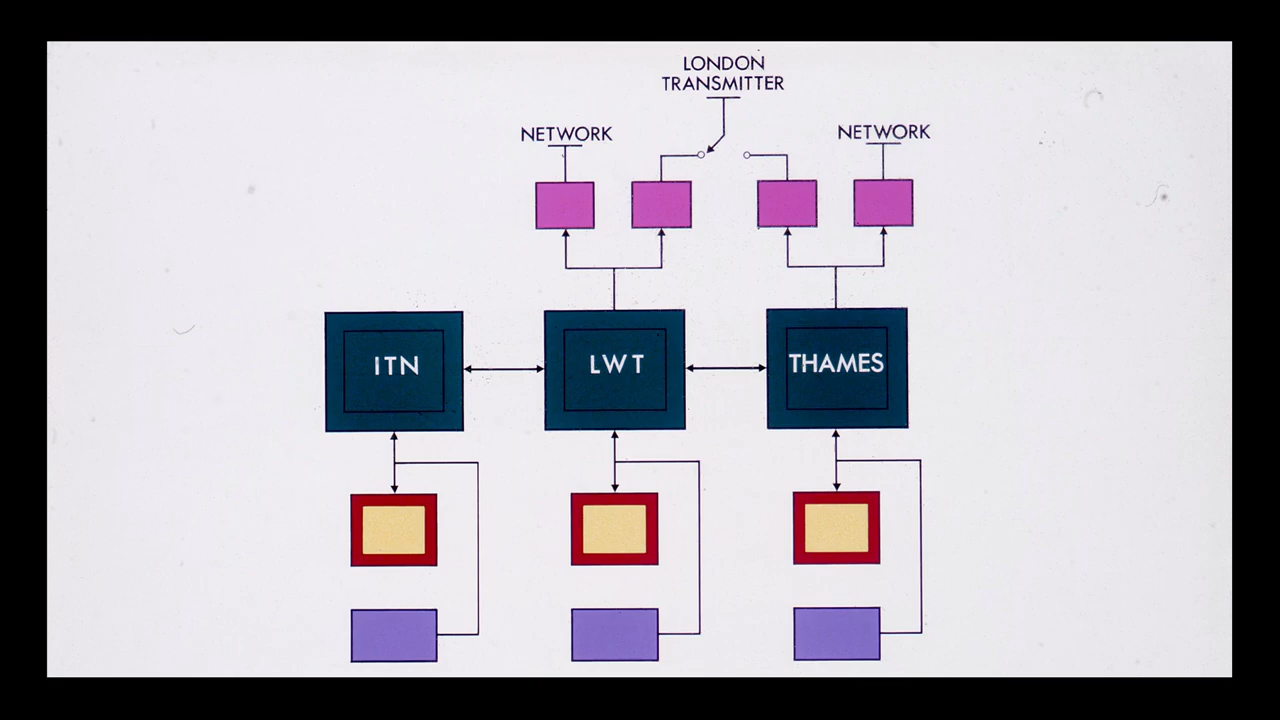 LONDON
TRANSMITTER
NETWORK
NETWORK
ITN
LWT
THAMES